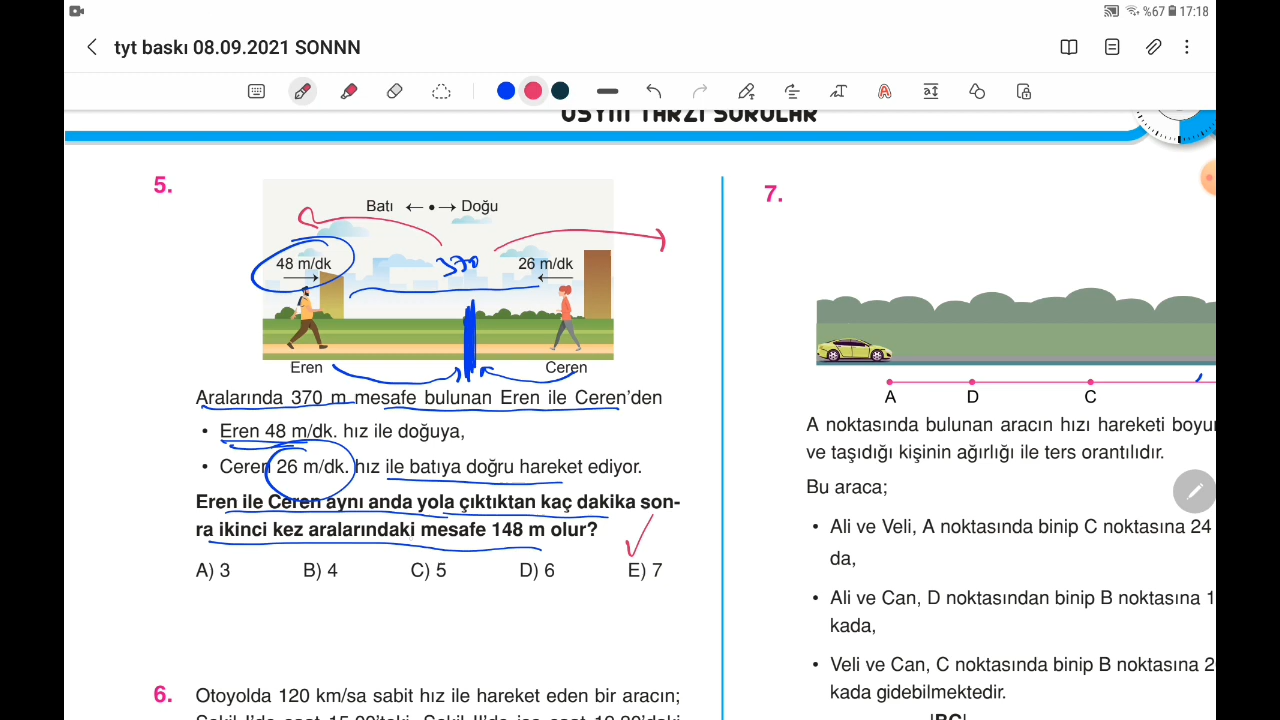 %67 17:18
tyt baskı 08.09.2021 SONNN
ÖSYM TARZI SORULAR
5.
Batı ← • → Doğu
48 m/dk
370
26 m/dk
Eren
Ceren
Aralarında 370 m mesafe bulunan Eren ile Ceren'den
• Eren 48 m/dk. hız ile doğuya,
• Ceren 26 m/dk. hız ile batıya doğru hareket ediyor.
Eren ile Ceren aynı anda yola çıktıktan kaç dakika son-
ra ikinci kez aralarındaki mesafe 148 m olur?
A) 3 B) 4 C) 5 D) 6 E) 7
6. Otoyolda 120 km/sa sabit hız ile hareket eden bir aracın;
7.
A D C
A noktasında bulunan aracın hızı hareketi boyu
ve taşıdığı kişinin ağırlığı ile ters orantılıdır.
Bu araca;
• Ali ve Veli, A noktasında binip C noktasına 24
da,
• Ali ve Can, D noktasından binip B noktasına 1
kada,
• Veli ve Can, C noktasında binip B noktasına 2
kada gidebilmektedir.
|BC|